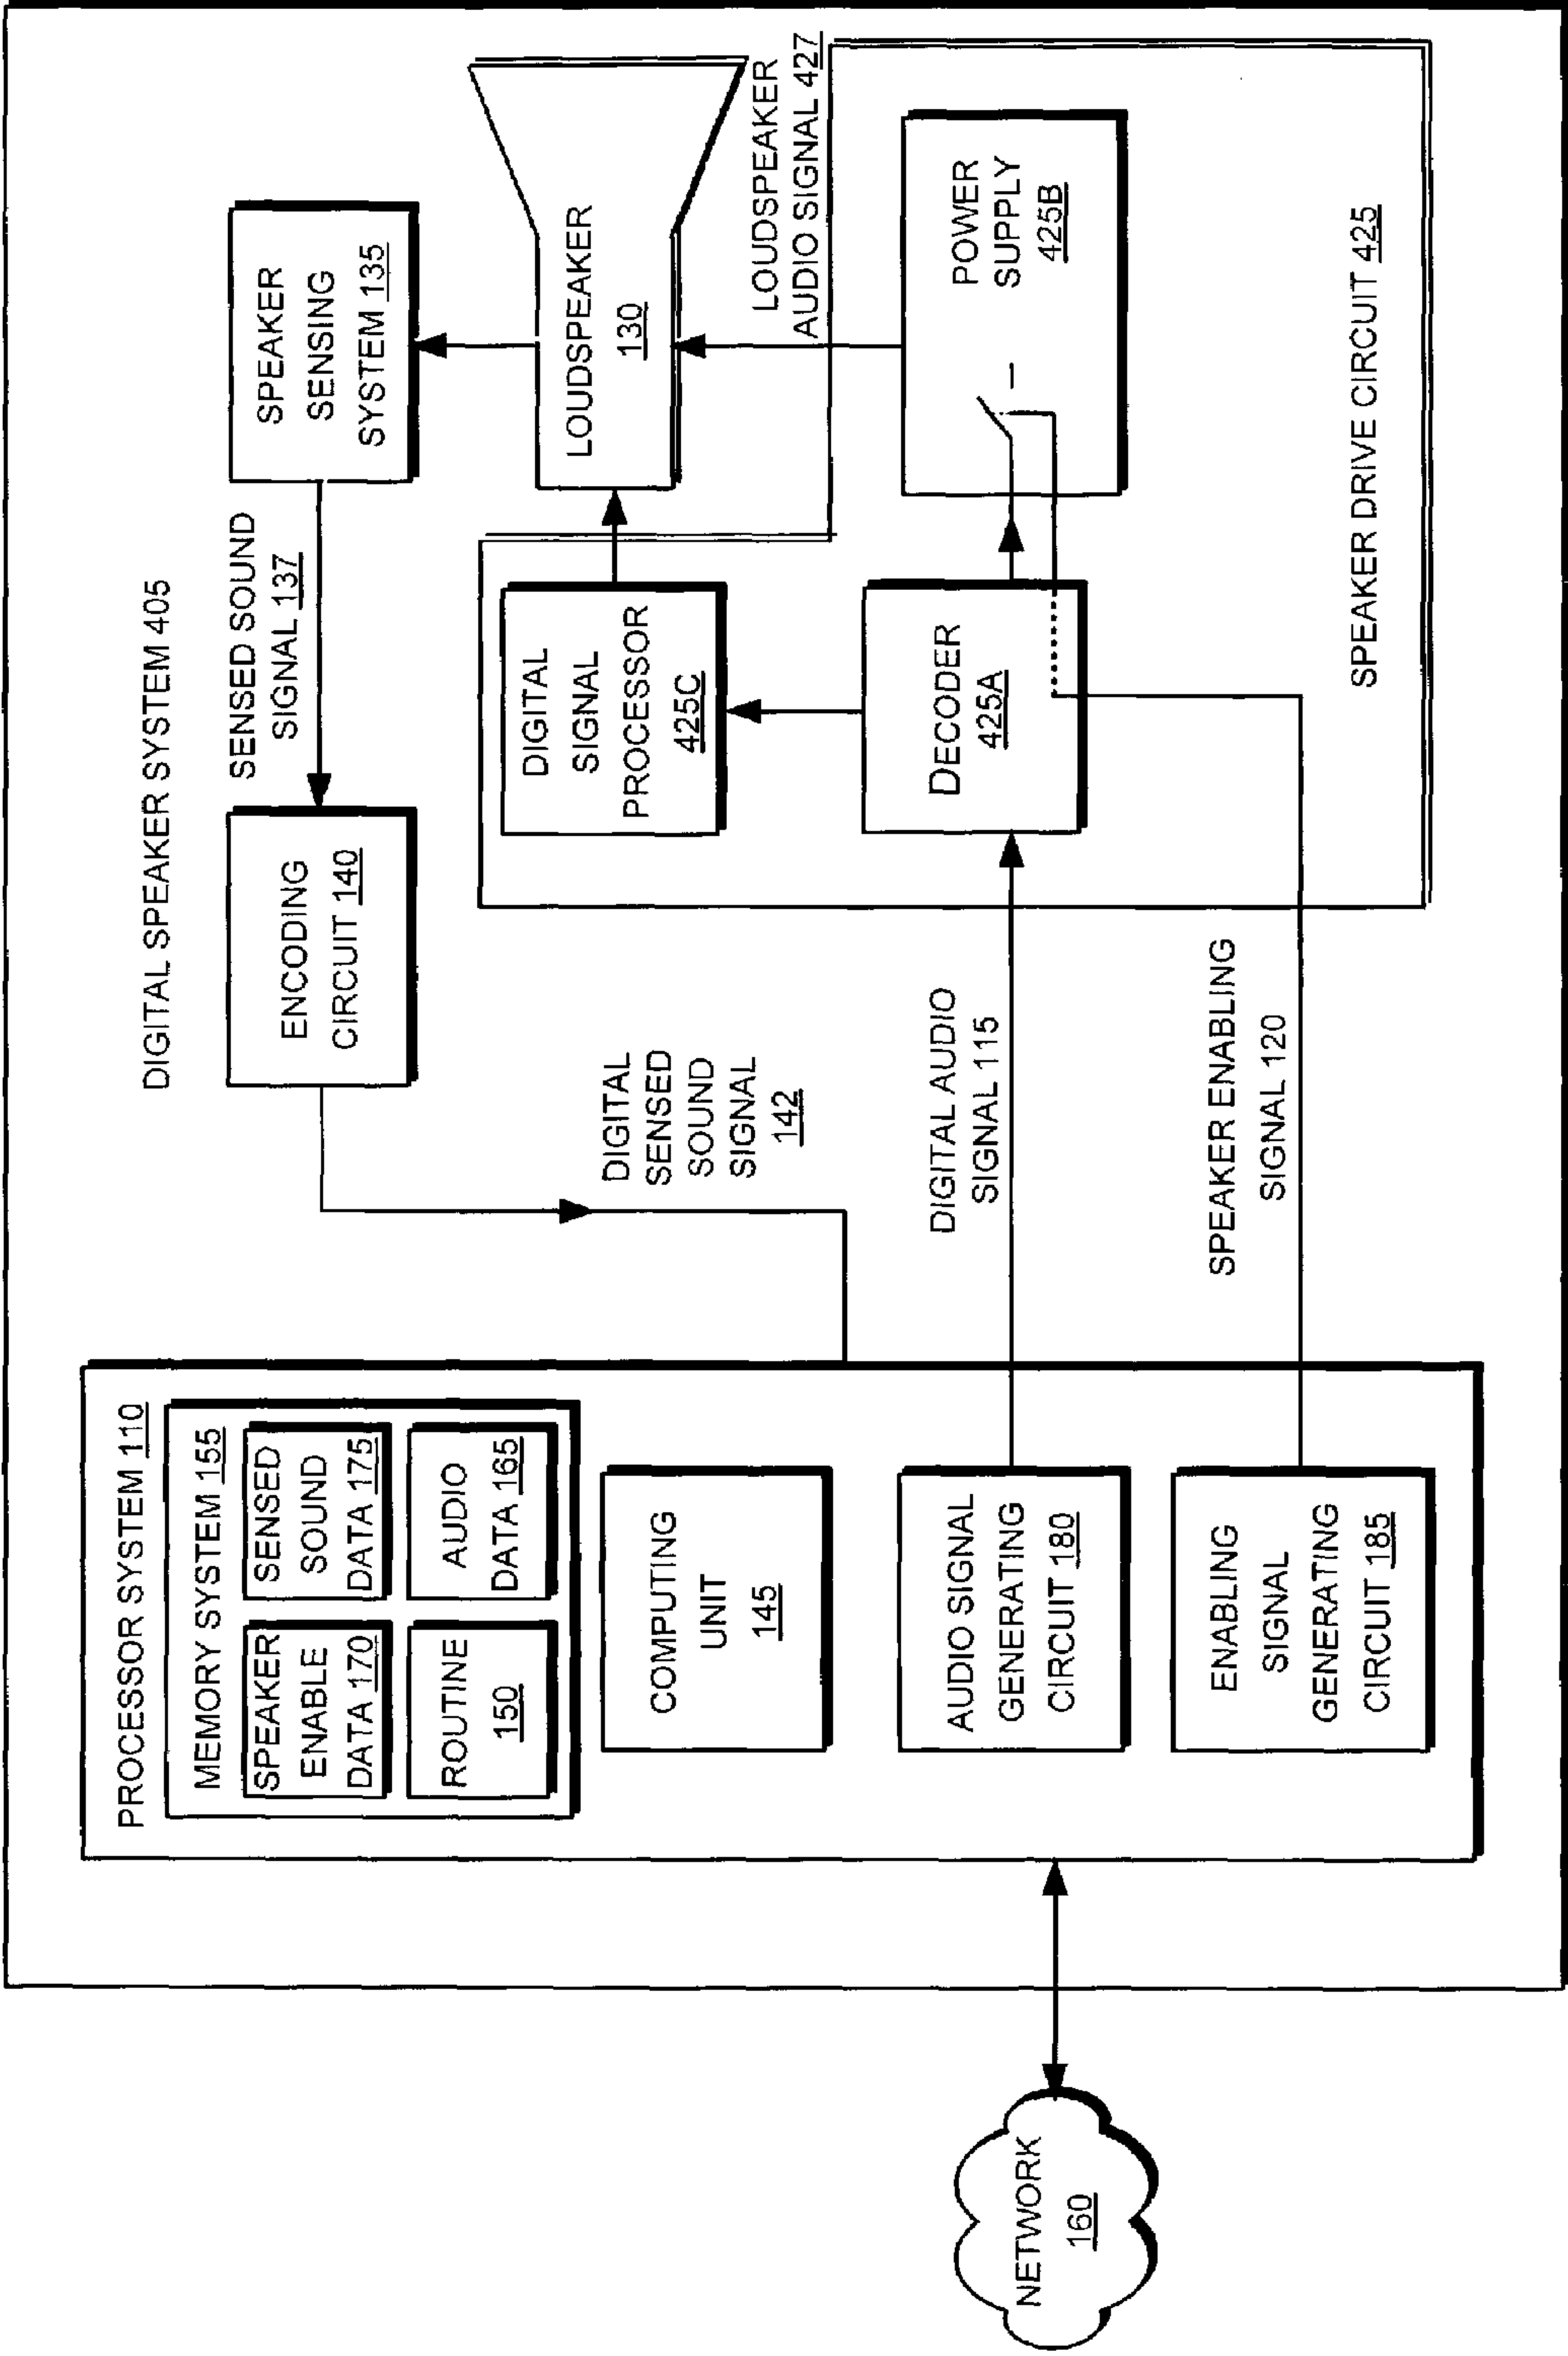 DIGITAL SPEAKER SYSTEM 405
PROCESSOR SYSTEM 110
MEMORY SYSTEM 155
SPEAKER
ENABLE
DATA 170
SENSED
SOUND
DATA 175
ROUTINE
150
AUDIO
DATA 165
COMPUTING
UNIT
145
AUDIO SIGNAL
GENERATING
CIRCUIT 180
ENABLING
SIGNAL
GENERATING
CIRCUIT 185
NETWORK
160
ENCODING
CIRCUIT 140
SENSED SOUND
SIGNAL 137
SPEAKER
SENSING
SYSTEM 135
DIGITAL
SENSED
SOUND
SIGNAL
142
DIGITAL
SIGNAL
PROCESSOR
425C
LOUDSPEAKER
130
LOUDSPEAKER
AUDIO SIGNAL 427
DIGITAL AUDIO
SIGNAL 115
DECODER
425A
POWER
SUPPLY
425B
SPEAKER ENABLING
SIGNAL 120
SPEAKER DRIVE CIRCUIT 425